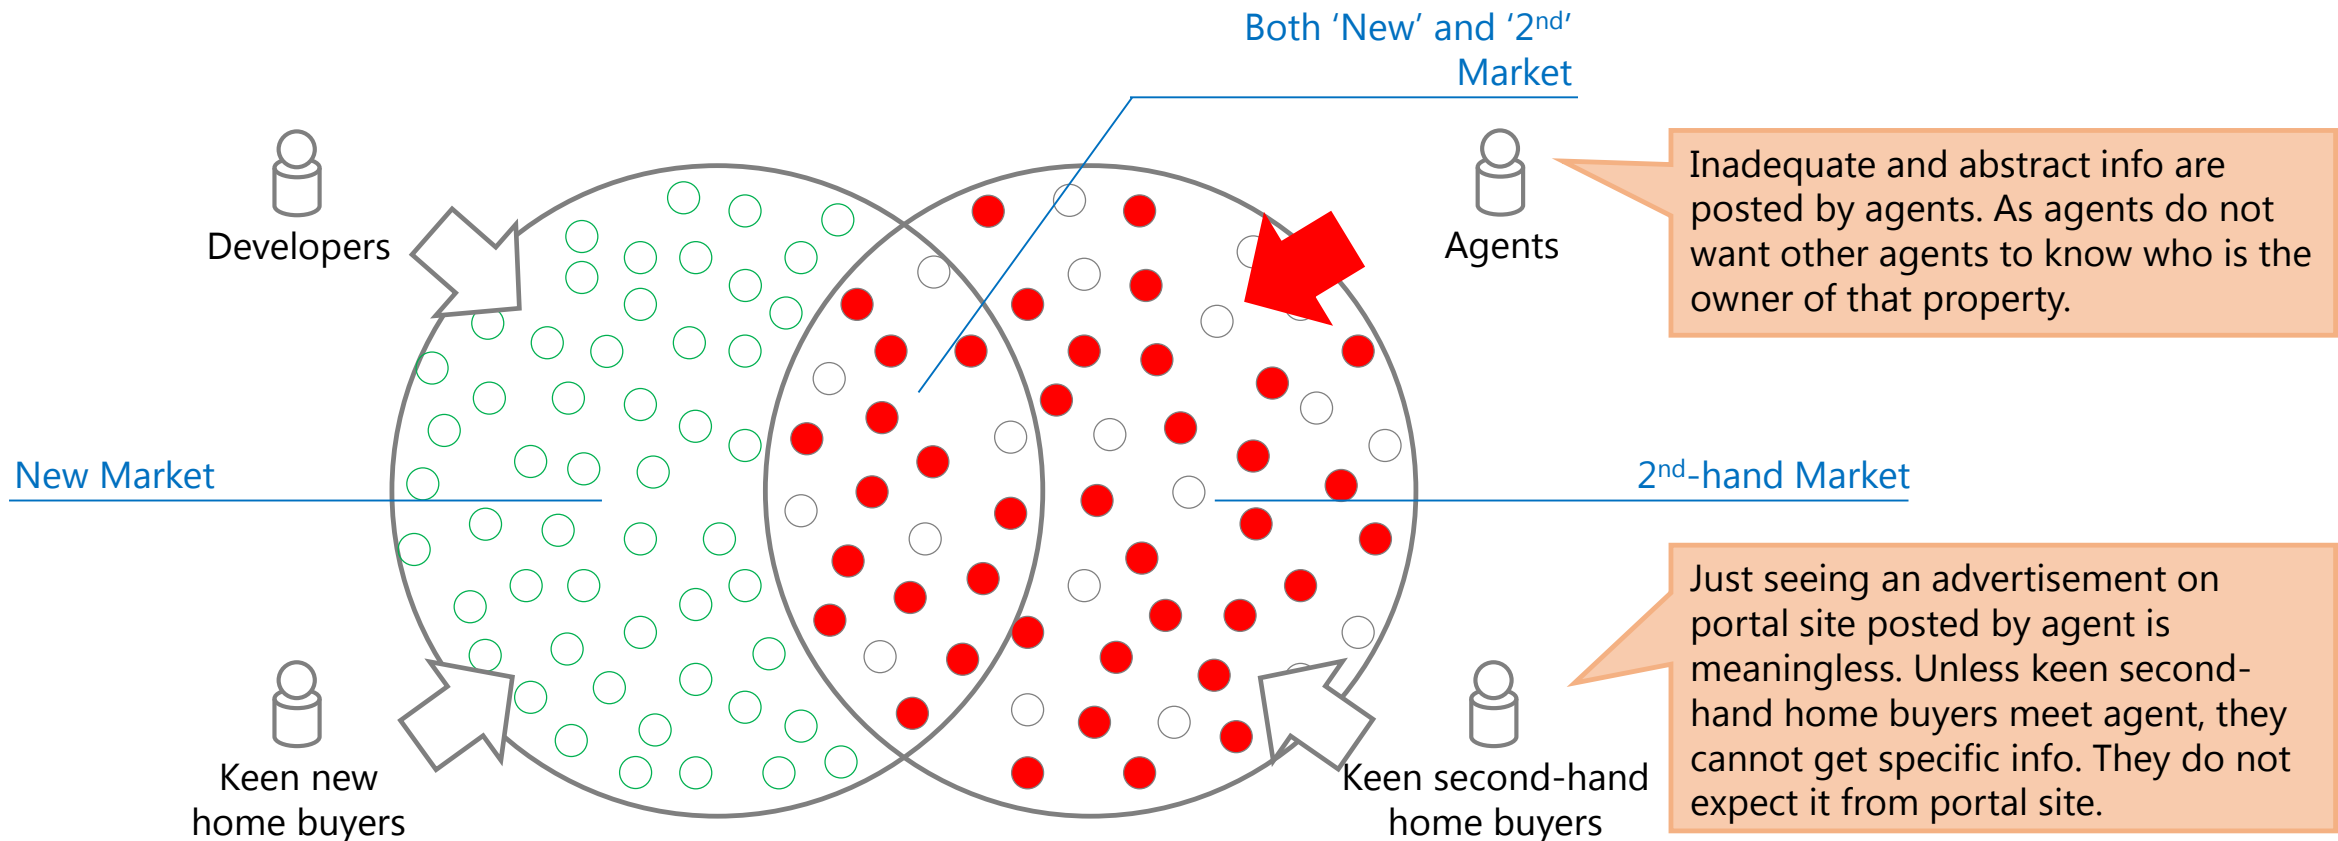 Both ‘New’ and ‘2nd’
Market
Developers
Agents
Inadequate and abstract info are
posted by agents. As agents do not
want other agents to know who is the
owner of that property.
New Market
2nd-hand Market
Just seeing an advertisement on
portal site posted by agent is
meaningless. Unless keen second-
hand home buyers meet agent, they
cannot get specific info. They do not
expect it from portal site.
Keen new
home buyers
Keen second-hand
home buyers